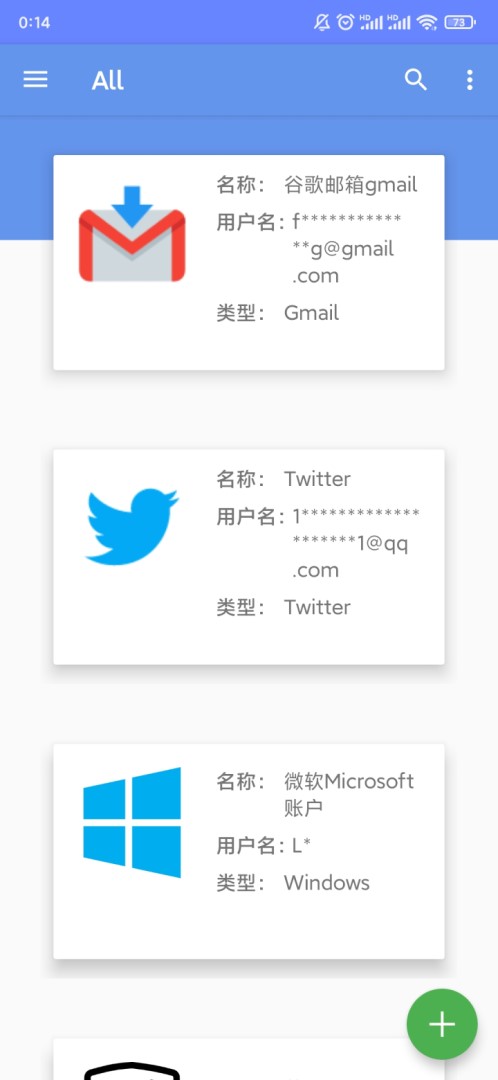 0:14
HD HD 73
All
名称： 谷歌邮箱gmail
用户名：f***********
**g@gmail
.com
类型： Gmail
名称： Twitter
用户名：1*************
*******1@qq
.com
类型： Twitter
名称： 微软Microsoft
账户
用户名：L*
类型： Windows